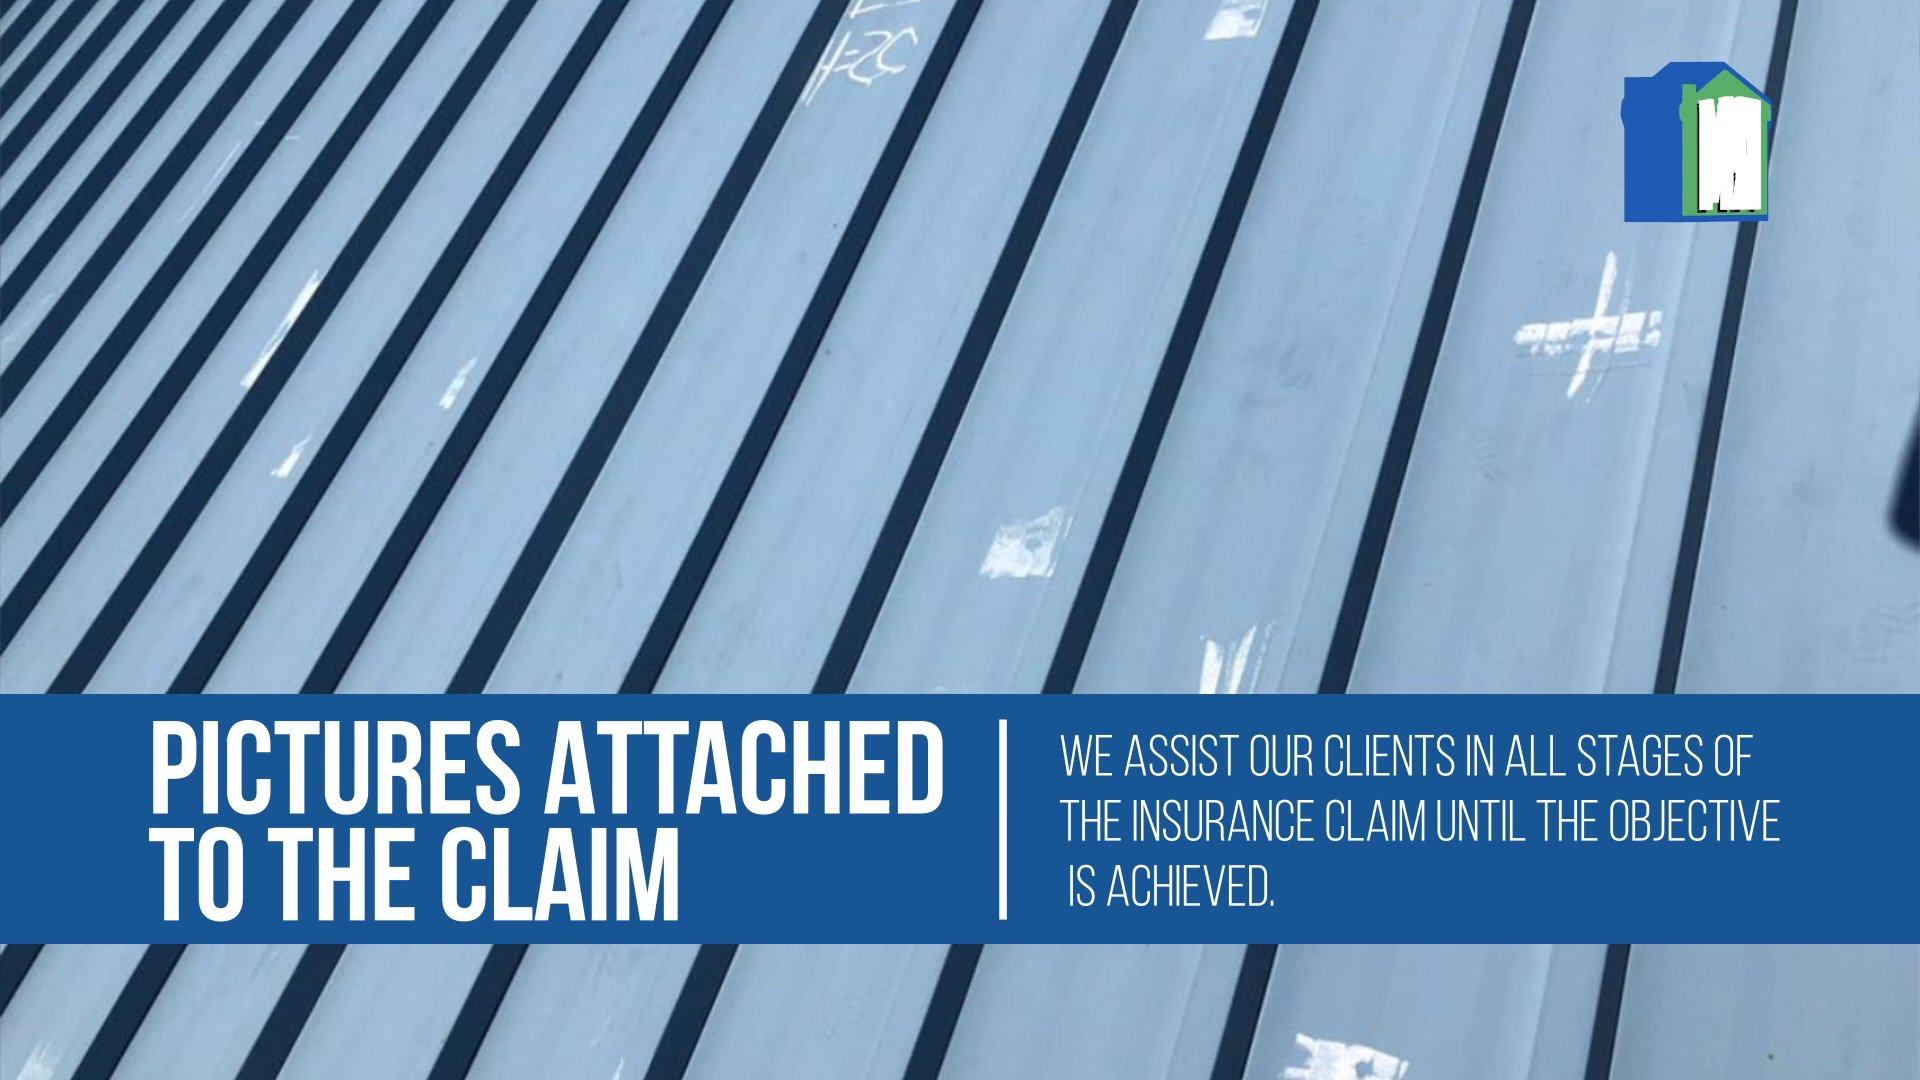 PICTURES ATTACHED
TO THE CLAIM
WE ASSIST OUR CLIENTS IN ALL STAGES OF
THE INSURANCE CLAIM UNTIL THE OBJECTIVE
IS ACHIEVED.